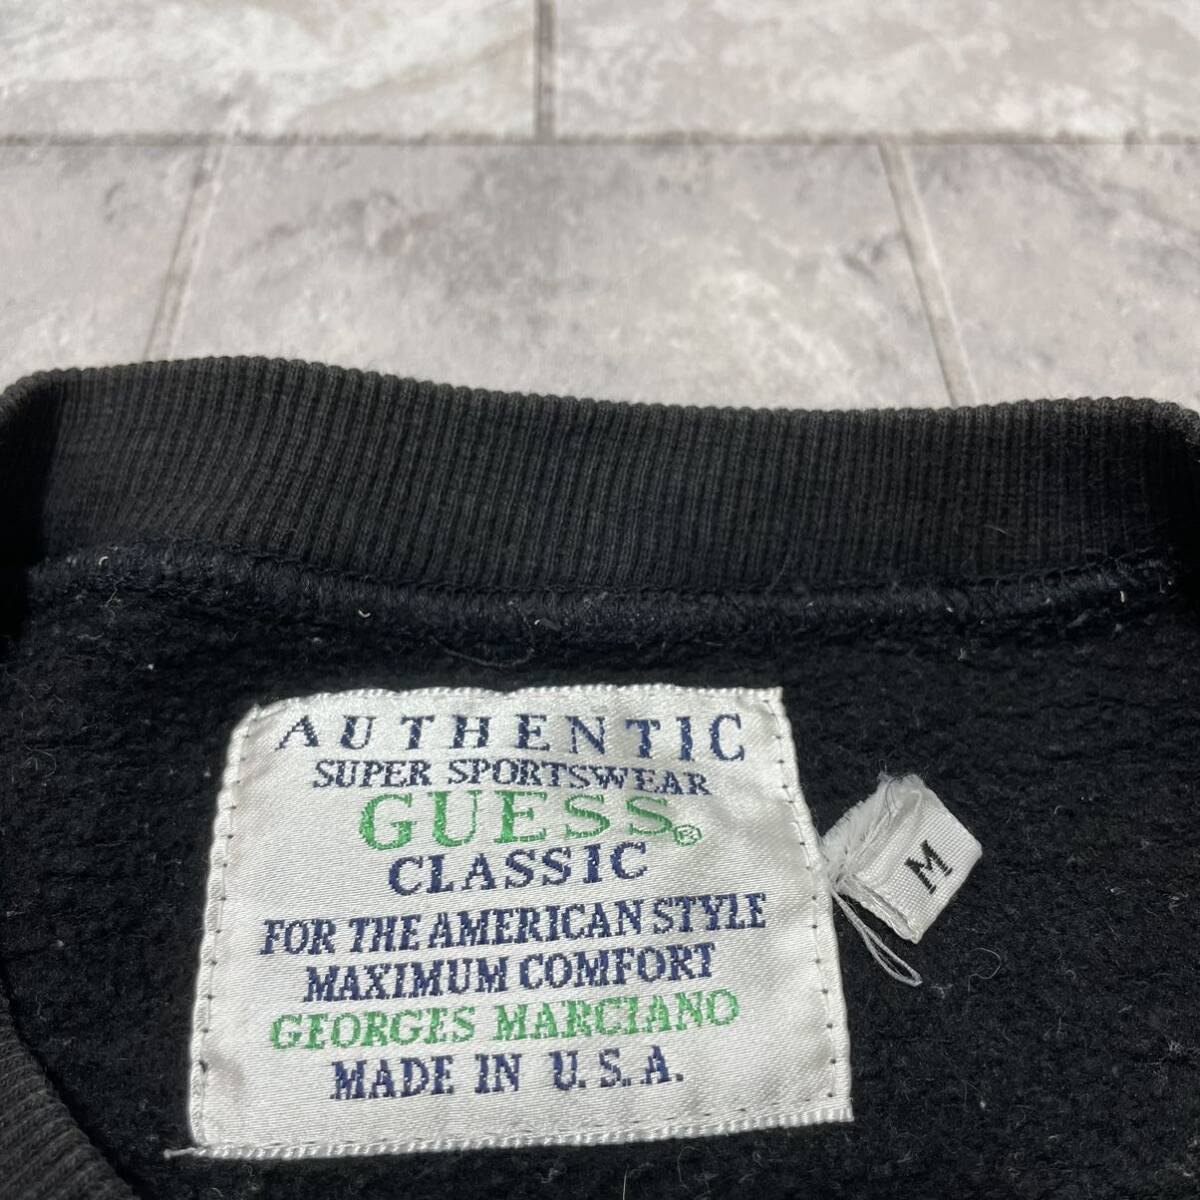 AUTHENTIC
SUPER SPORTSWEAR
GUESS®
CLASSIC
FOR THE AMERICAN STYLE
MAXIMUM COMFORT
GEORGES MARCIANO
MADE IN U.S.A.
M